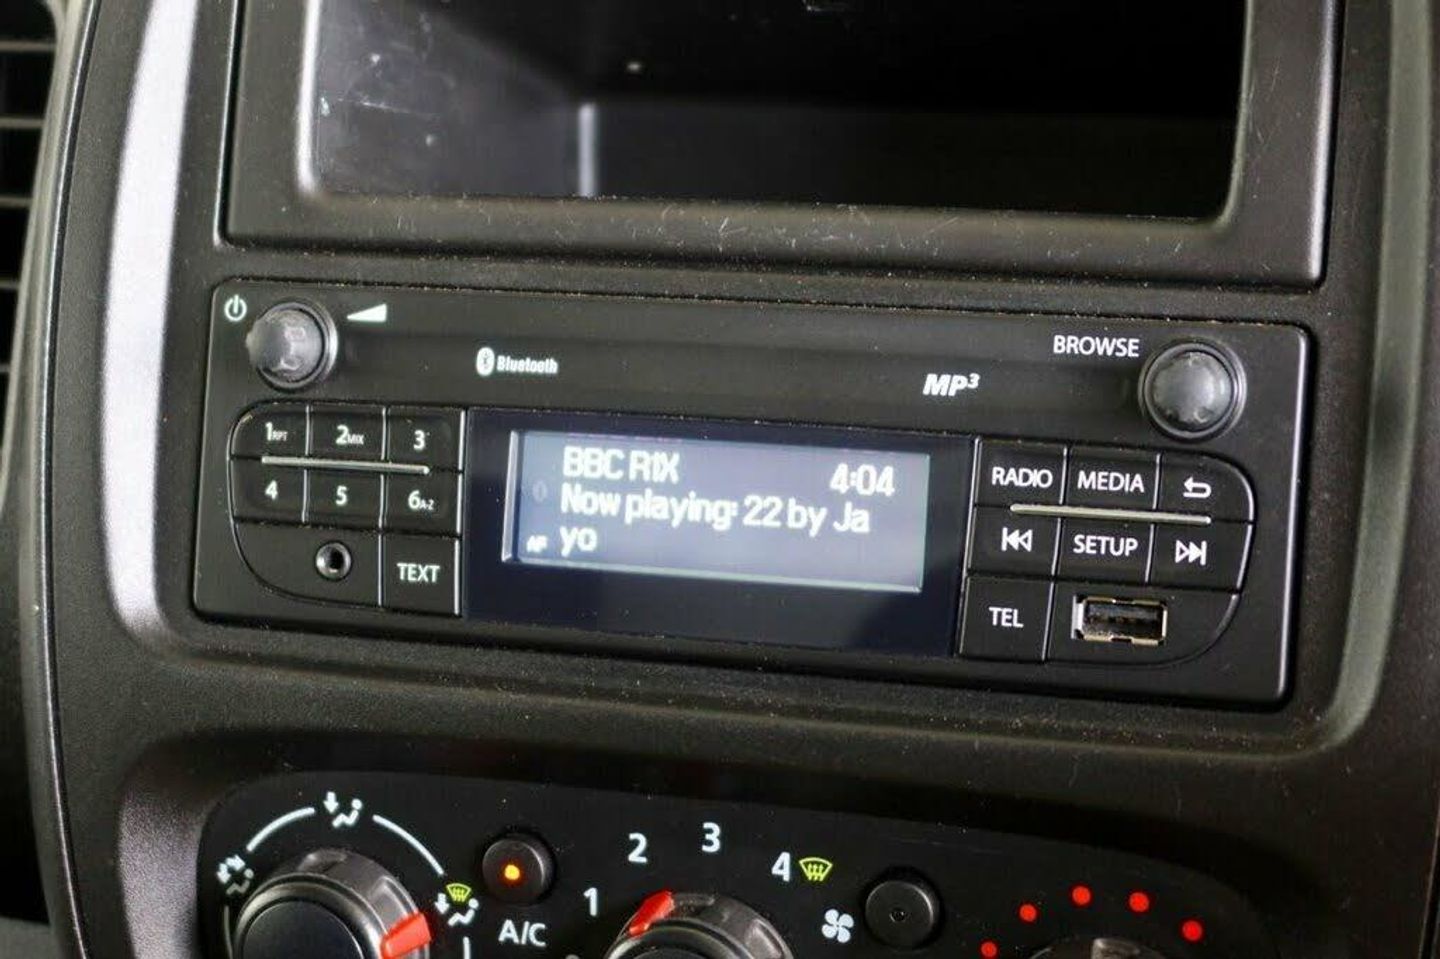 BROWSE
Bluetooth
MP3
1RPT 2MIX 3
4 5 6A-Z
TEXT
BBC R1X 4:04
Now playing: 22 by Ja
yo
AF
RADIO MEDIA
SETUP
TEL
1 2 3 4
A/C